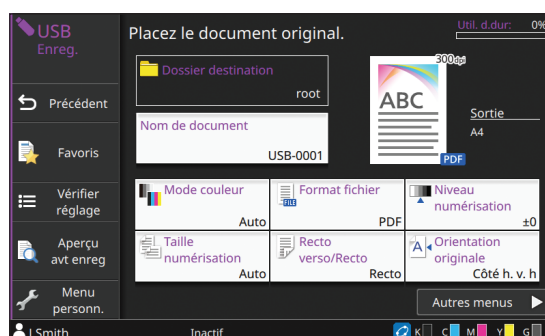 USB
Enreg.
Placez le document original.
Util. d.dur: 0%
Précédent
Favoris
Vérifier
réglage
Aperçu
avt enreg
Menu
personn.
Dossier destination
root
Nom de document
USB-0001
300dpi
ABC
PDF
Sortie
A4
Mode couleur
Auto
Format fichier
FILE
PDF
Niveau
numérisation
±0
Taille
numérisation
Auto
Recto
verso/Recto
Recto
A
Orientation
originale
Côté h. v. h
Autres menus
J.Smith
Inactif
K C M Y G